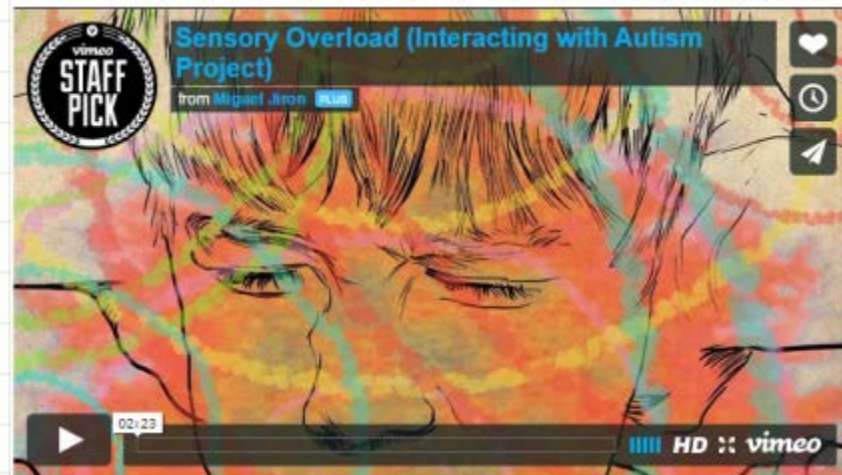 vimeo
STAFF
PICK
Sensory Overload (Interacting with Autism
Project)
from Miguel Jiron PLUS
02:23
HD vimeo